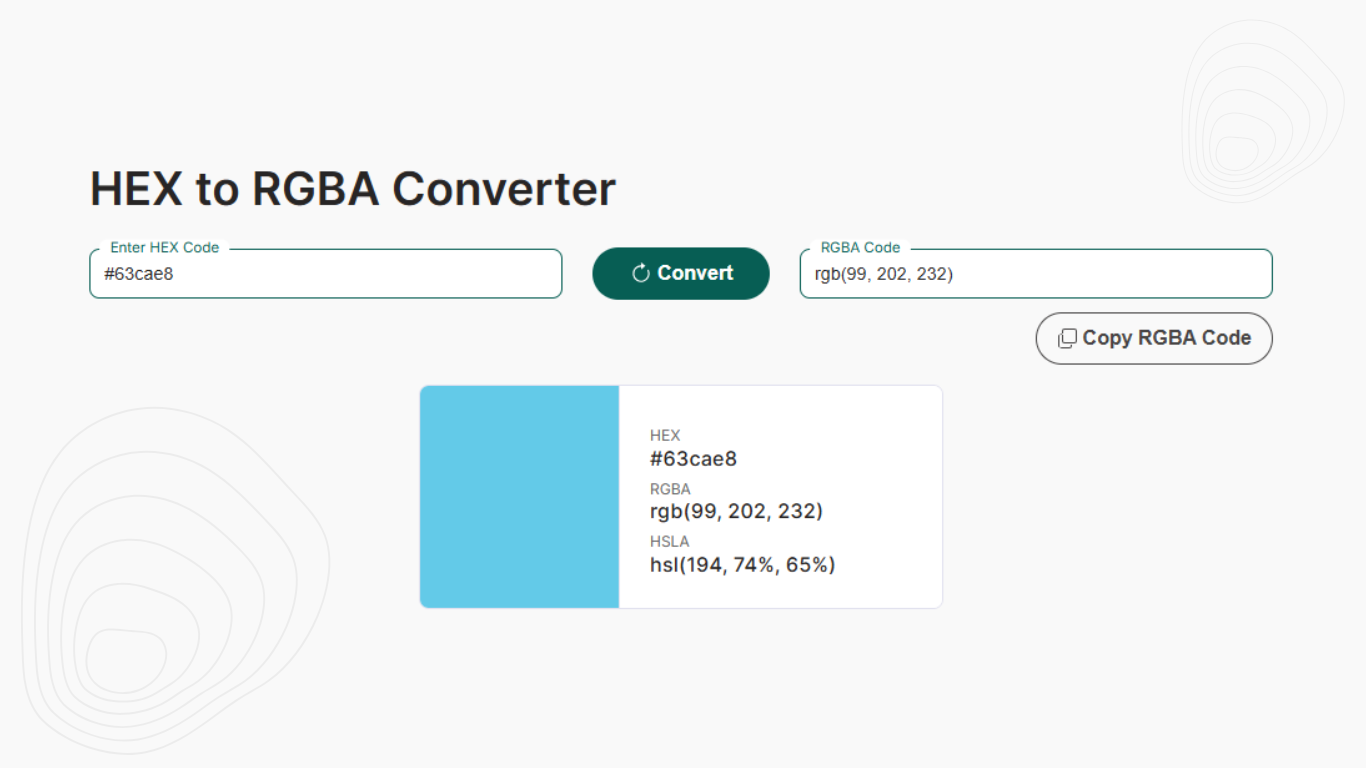 HEX to RGBA Converter
Enter HEX Code
#63cae8
Convert
RGBA Code
rgb(99, 202, 232)
Copy RGBA Code
HEX
#63cae8
RGBA
rgb(99, 202, 232)
HSLA
hsl(194, 74%, 65%)